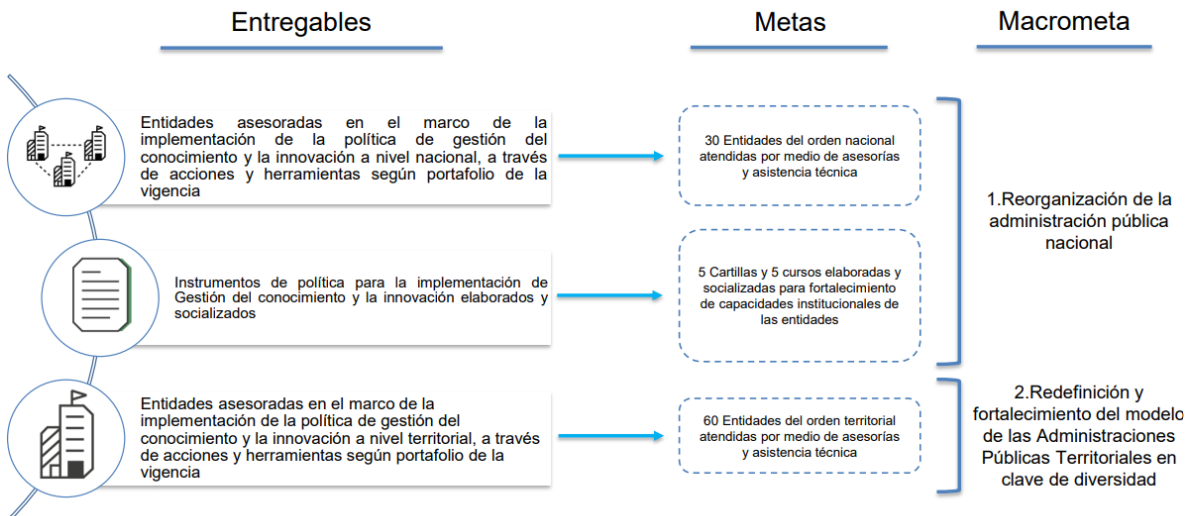 Entregables
Metas
Macrometa
Entidades asesoradas en el marco de la
implementación de la política de gestión del
conocimiento y la innovación a nivel nacional, a través
de acciones y herramientas según portafolio de la
vigencia
30 Entidades del orden nacional
atendidas por medio de asesorías
y asistencia técnica
Instrumentos de política para la implementación de
Gestión del conocimiento y la innovación elaborados y
socializados
5 Cartillas y 5 cursos elaboradas y
socializadas para fortalecimiento
de capacidades institucionales de
las entidades
1.Reorganización de la
administración pública
nacional
Entidades asesoradas en el marco de la
implementación de la política de gestión del
conocimiento y la innovación a nivel territorial, a través
de acciones y herramientas según portafolio de la
vigencia
60 Entidades del orden territorial
atendidas por medio de asesorías
y asistencia técnica
2.Redefinición y
fortalecimiento del modelo
de las Administraciones
Públicas Territoriales en
clave de diversidad